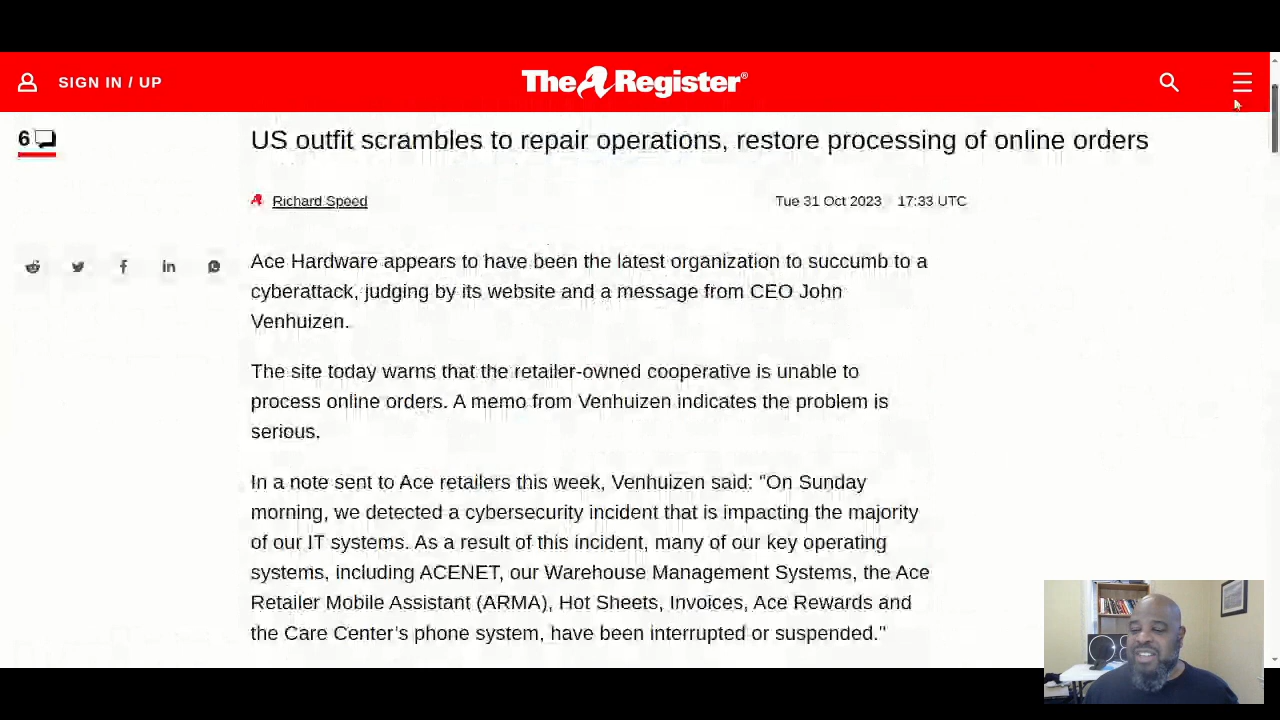 SIGN IN / UP
The Register®
6
US outfit scrambles to repair operations, restore processing of online orders
Richard Speed
Tue 31 Oct 2023 17:33 UTC
Ace Hardware appears to have been the latest organization to succumb to a
cyberattack, judging by its website and a message from CEO John
Venhuizen.
The site today warns that the retailer-owned cooperative is unable to
process online orders. A memo from Venhuizen indicates the problem is
serious.
In a note sent to Ace retailers this week, Venhuizen said: "On Sunday
morning, we detected a cybersecurity incident that is impacting the majority
of our IT systems. As a result of this incident, many of our key operating
systems, including ACENET, our Warehouse Management Systems, the Ace
Retailer Mobile Assistant (ARMA), Hot Sheets, Invoices, Ace Rewards and
the Care Center's phone system, have been interrupted or suspended."